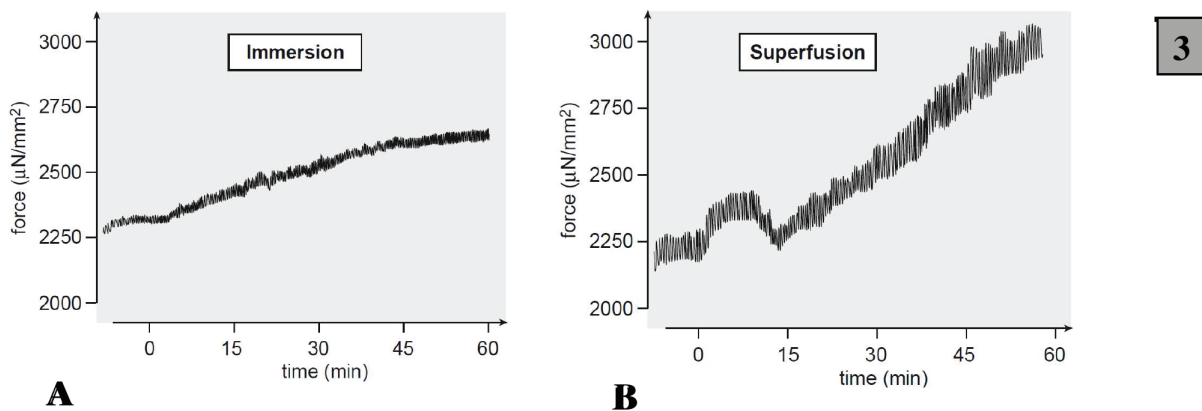 3
Immersion
force (µN/mm²)
3000
2750
2500
2250
2000
0 15 30 45 60
time (min)
A
Superfusion
force (µN/mm²)
3000
2750
2500
2250
2000
0 15 30 45 60
time (min)
B